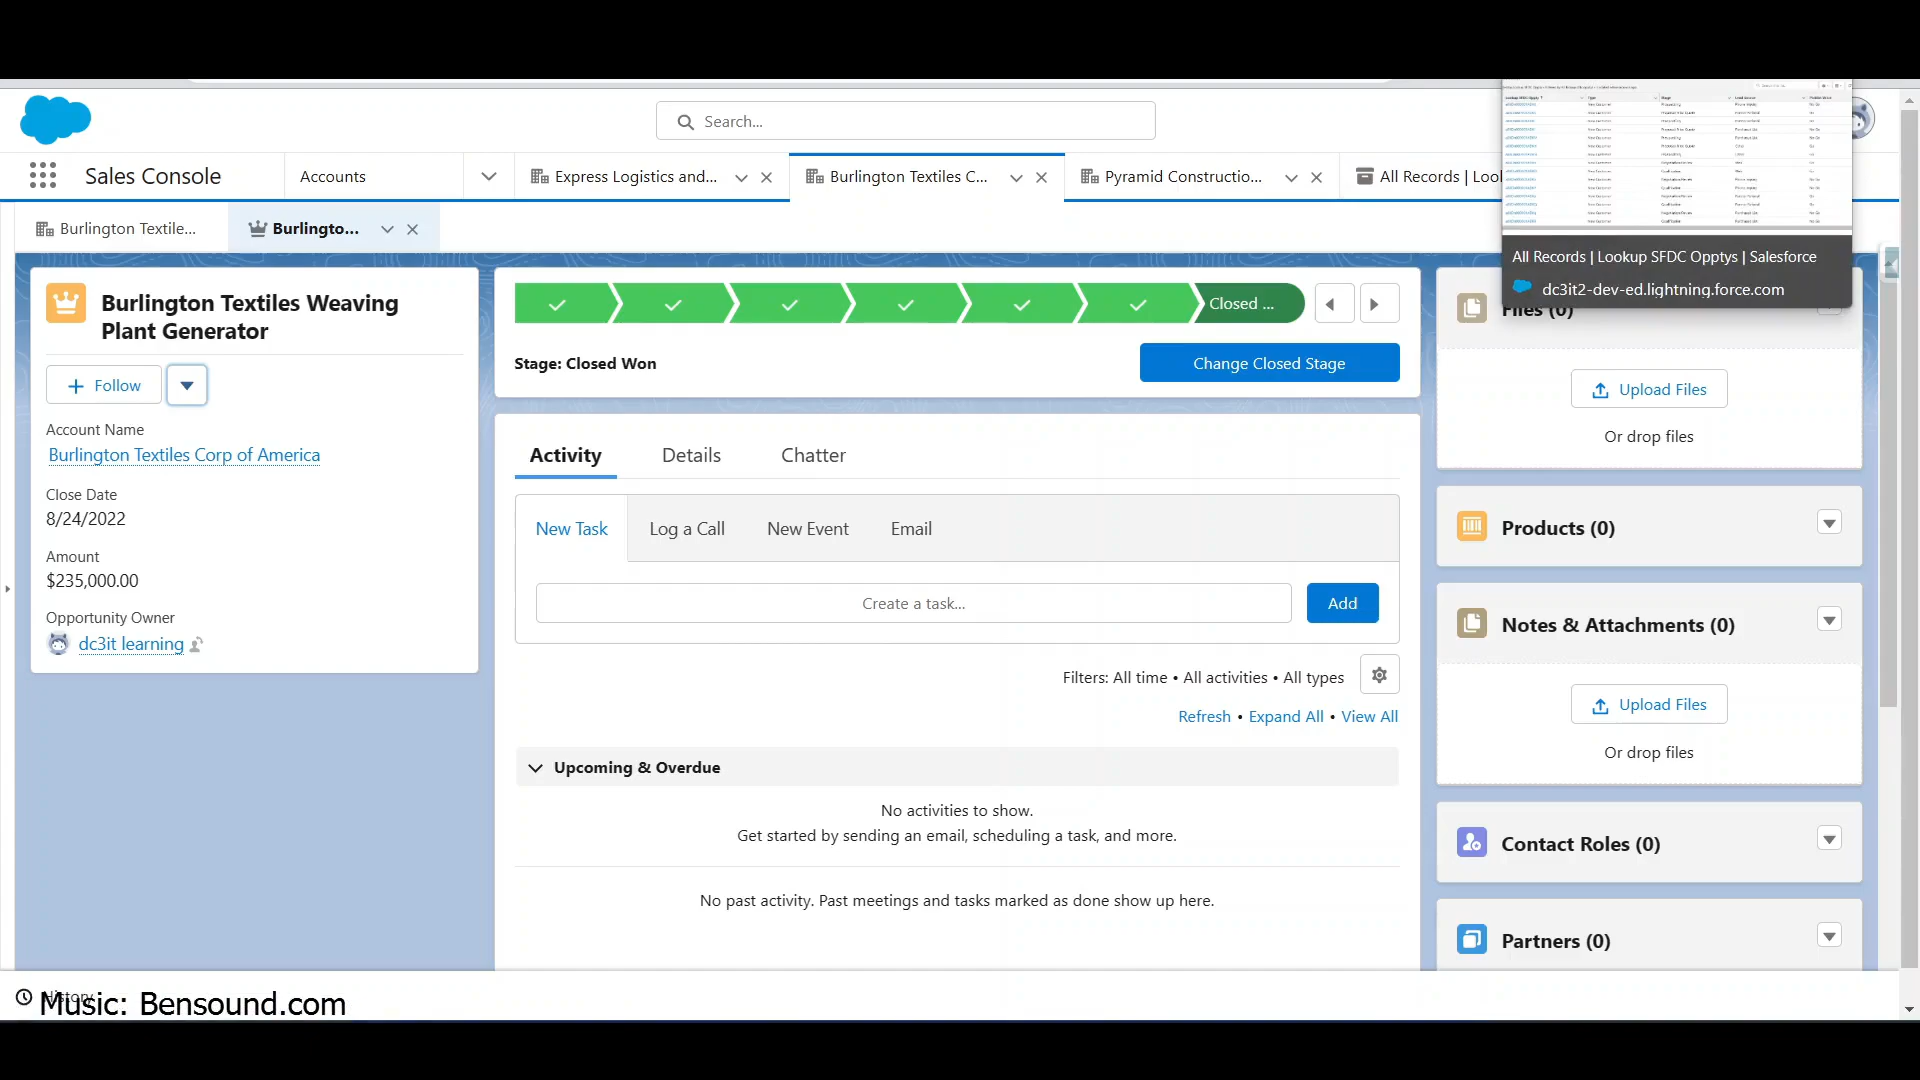 Search...
Sales Console
Accounts
Express Logistics and...
Burlington Textiles C...
Pyramid Constructio...
All Records | Loo
All Records | Lookup SFDC Opptys | Salesforce
dc3it2-dev-ed.lightning.force.com
Burlington Textile...
Burlingto...
Burlington Textiles Weaving
Plant Generator
Follow
Account Name
Burlington Textiles Corp of America
Close Date
8/24/2022
Amount
$235,000.00
Opportunity Owner
dc3it learning
Closed ...
Stage: Closed Won
Change Closed Stage
Activity
Details
Chatter
New Task
Log a Call
New Event
Email
Create a task...
Add
Filters: All time • All activities • All types
Refresh • Expand All • View All
Upcoming & Overdue
No activities to show.
Get started by sending an email, scheduling a task, and more.
No past activity. Past meetings and tasks marked as done show up here.
Files (0)
Upload Files
Or drop files
Products (0)
Notes & Attachments (0)
Upload Files
Or drop files
Contact Roles (0)
Partners (0)
History
Music: Bensound.com